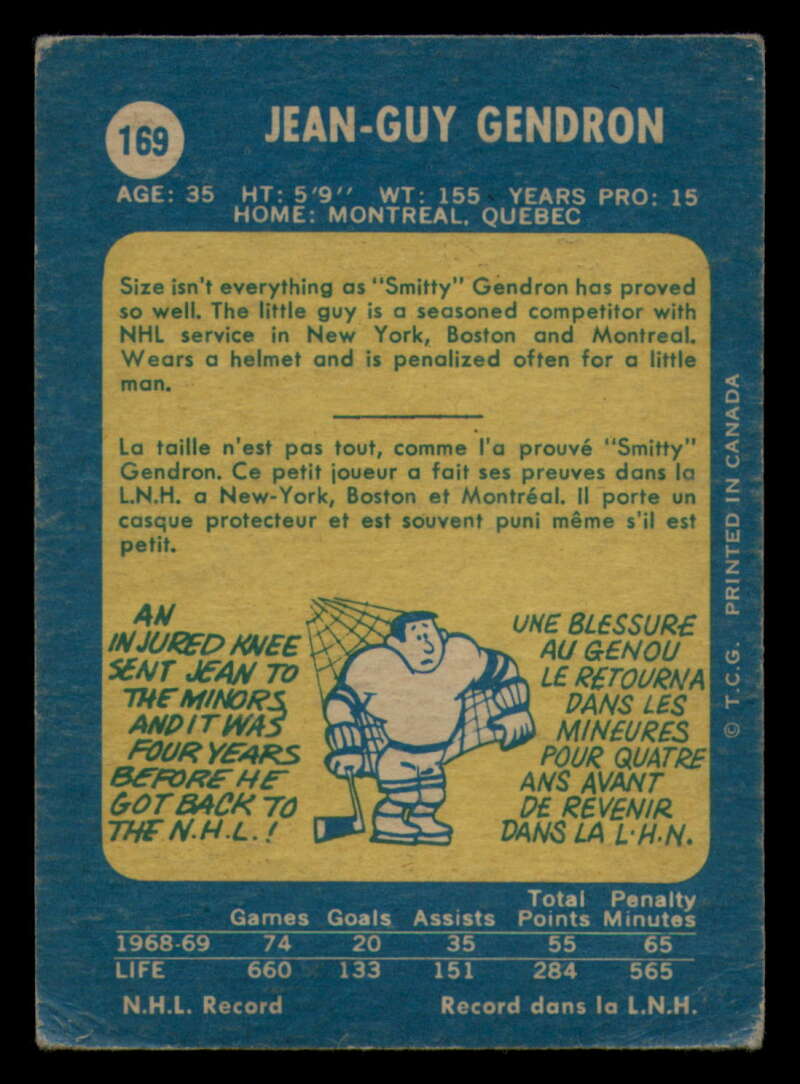 169
JEAN-GUY GENDRON
AGE: 35 HT: 5'9'' WT: 155 YEARS PRO: 15
HOME: MONTREAL, QUEBEC
Size isn't everything as "Smitty" Gendron has proved
so well. The little guy is a seasoned competitor with
NHL service in New York, Boston and Montreal.
Wears a helmet and is penalized often for a little
man.
La taille n'est pas tout, comme l'a prouvé "Smitty"
Gendron. Ce petit joueur a fait ses preuves dans la
L.N.H. a New-York, Boston et Montréal. Il porte un
casque protecteur et est souvent puni même s'il est
petit.
AN
INJURED KNEE
SENT JEAN TO
THE MINORS
AND IT WAS
FOUR YEARS
BEFORE HE
GOT BACK TO
THE N.H.L.!
UNE BLESSURE
AU GENOU
LE RETOURNA
DANS LES
MINEURES
POUR QUATRE
ANS AVANT
DE REVENIR
DANS LA L.H.N.
© T.C.G. PRINTED IN CANADA
Total Penalty
Games Goals Assists Points Minutes
1968-69 74 20 35 55 65
LIFE 660 133 151 284 565
N.H.L. Record Record dans la L.N.H.